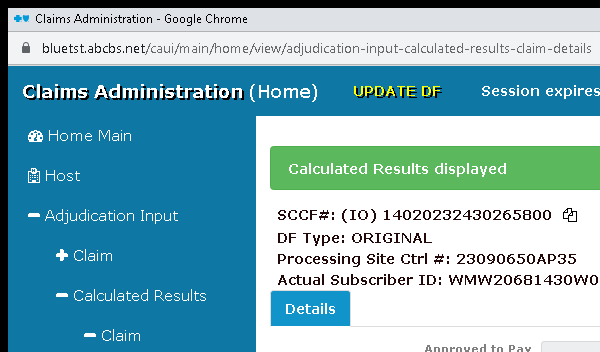 Claims Administration - Google Chrome
bluetst.abcbs.net/caui/main/home/view/adjudication-input-calculated-results-claim-details
Claims Administration (Home) UPDATE DF Session expires
Home Main
Host
Adjudication Input
Claim
Calculated Results
Claim
Calculated Results displayed
SCCF#: (IO) 14020232430265800
DF Type: ORIGINAL
Processing Site Ctrl #: 23090650AP35
Actual Subscriber ID: WMW20681430W0
Details
Approved to Pay